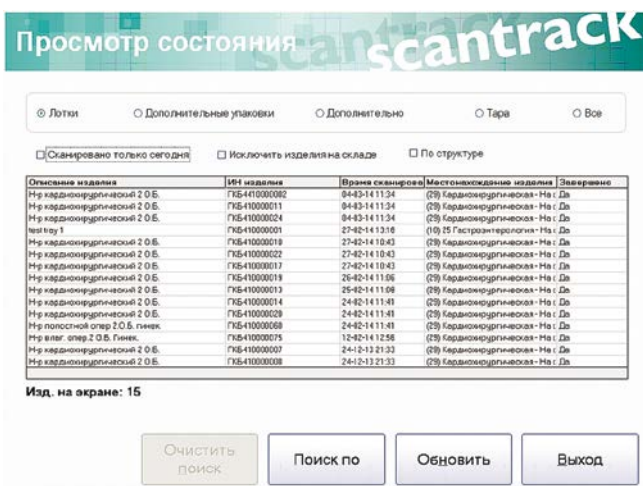 Просмотр состояния scantrack scantrack
Лотки Дополнительные упаковки Дополнительно Тара Все
Сканировано только сегодня Исключить изделия на складе По структуре
Описание изделия ИН изделия Время сканирова Местонахождение изделия Завершено
Н-р кардиохирургический 2 О.Б. ГКБ4410000002 04-03-14 11:34 (29) Кардиохирургическая - На с Да
Н-р кардиохирургический 2 О.Б. ГКБ410000011 04-03-14 11:34 (29) Кардиохирургическая - На с Да
Н-р кардиохирургический 2 О.Б. ГКБ410000024 04-03-14 11:34 (29) Кардиохирургическая - На с Да
test tray 1 ГКБ410000001 27-02-14 13:16 (10) 25 Гастроэнтерология - На с Да
Н-р кардиохирургический 2 О.Б. ГКБ410000010 27-02-14 10:43 (29) Кардиохирургическая - На с Да
Н-р кардиохирургический 2 О.Б. ГКБ410000022 27-02-14 10:43 (29) Кардиохирургическая - На с Да
Н-р кардиохирургический 2 О.Б. ГКБ410000017 27-02-14 10:43 (29) Кардиохирургическая - На с Да
Н-р кардиохирургический 2 О.Б. ГКБ410000019 26-02-14 11:06 (29) Кардиохирургическая - На с Да
Н-р кардиохирургический 2 О.Б. ГКБ410000013 25-02-14 11:08 (29) Кардиохирургическая - На с Да
Н-р кардиохирургический 2 О.Б. ГКБ410000014 24-02-14 11:41 (29) Кардиохирургическая - На с Да
Н-р кардиохирургический 2 О.Б. ГКБ410000020 24-02-14 11:41 (29) Кардиохирургическая - На с Да
Н-р полостной опер 2.О.Б. гинек. ГКБ410000060 24-02-14 11:41 (29) Кардиохирургическая - На с Да
Н-р влаг. опер.2 О.Б. Гинек. ГКБ410000075 12-02-14 12:56 (29) Кардиохирургическая - На с Да
Н-р кардиохирургический 2 О.Б. ГКБ410000007 24-12-13 21:33 (29) Кардиохирургическая - На с Да
Н-р кардиохирургический 2 О.Б. ГКБ410000008 24-12-13 21:33 (29) Кардиохирургическая - На с Да
Изд. на экране: 15
Очистить поиск Поиск по Обновить Выход